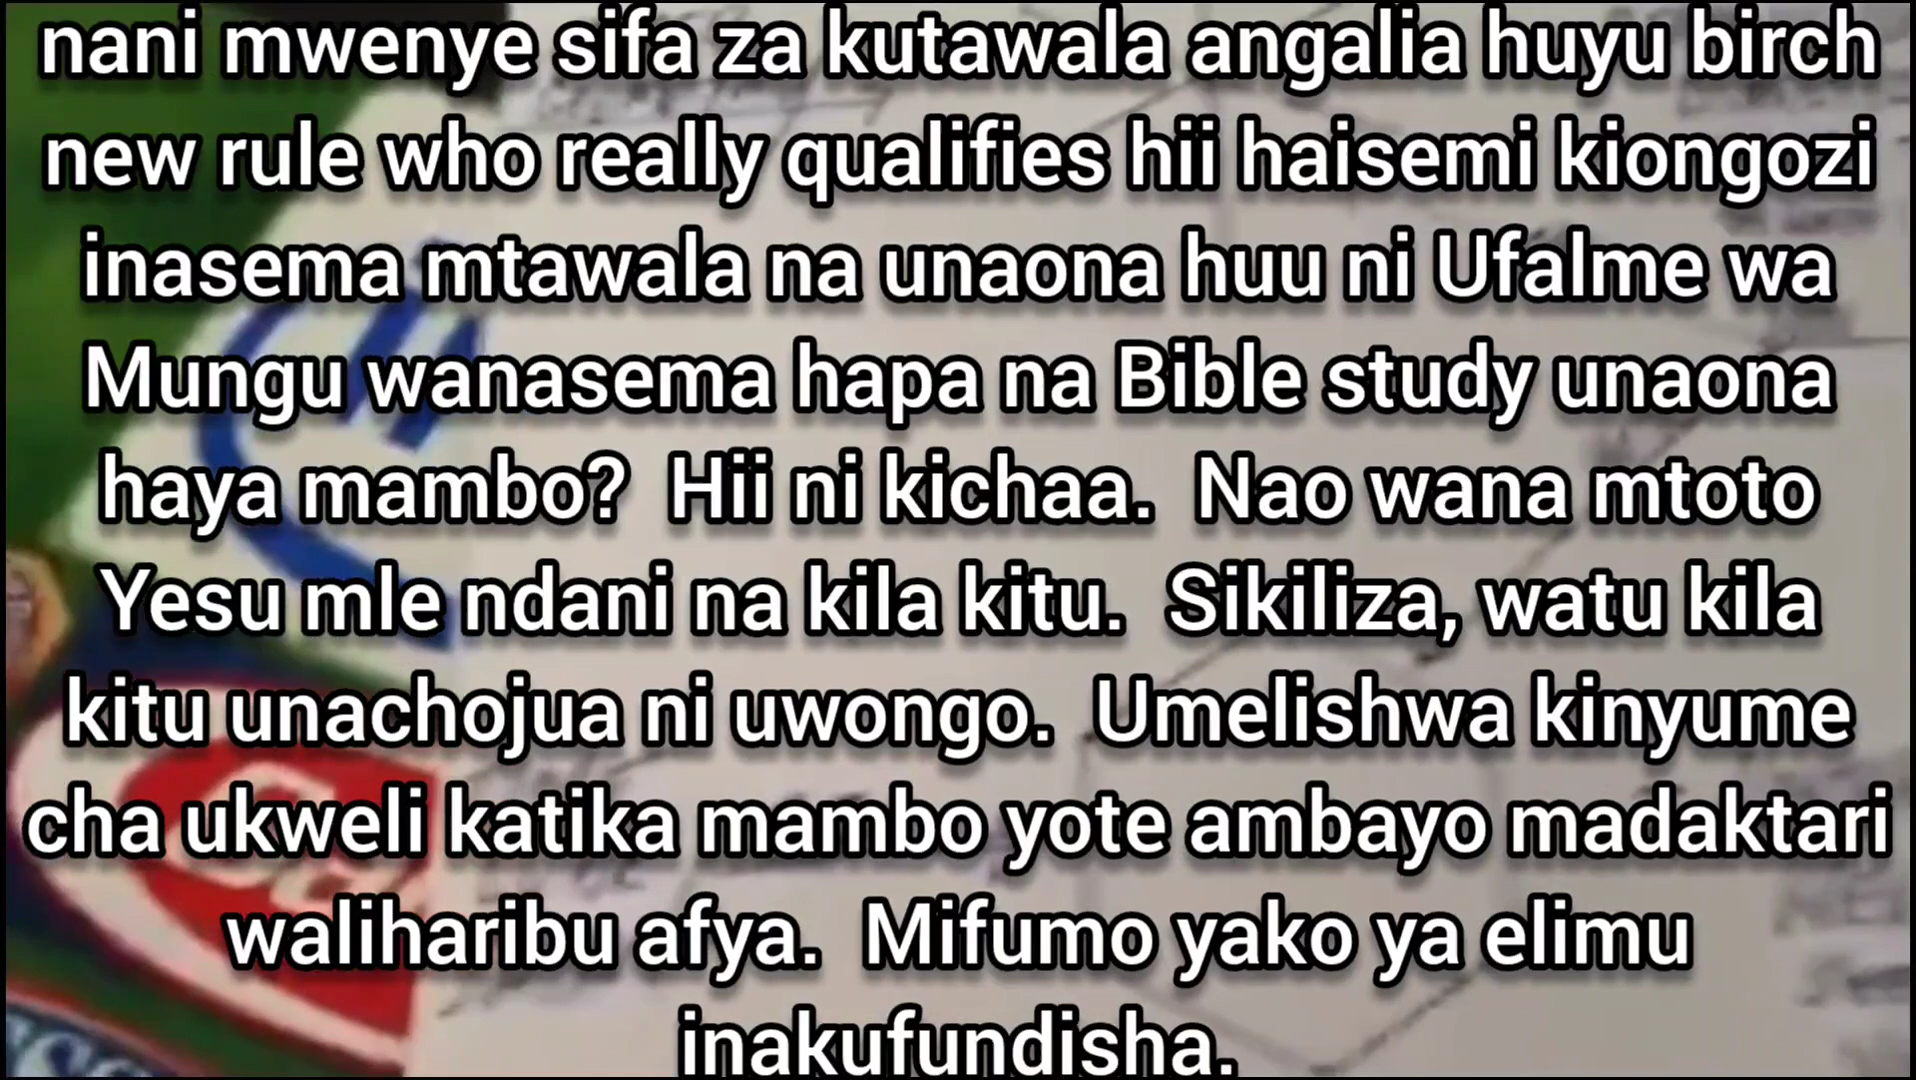 nani mwenye sifa za kutawala angalia huyu birch
new rule who really qualifies hii haisemi kiongozi
inasema mtawala na unaona huu ni Ufalme wa
Mungu wanasema hapa na Bible study unaona
haya mambo?  Hii ni kichaa.  Nao wana mtoto
Yesu mle ndani na kila kitu.  Sikiliza, watu kila
kitu unachojua ni uwongo.  Umelishwa kinyume
cha ukweli katika mambo yote ambayo madaktari
waliharibu afya.  Mifumo yako ya elimu
inakufundisha.